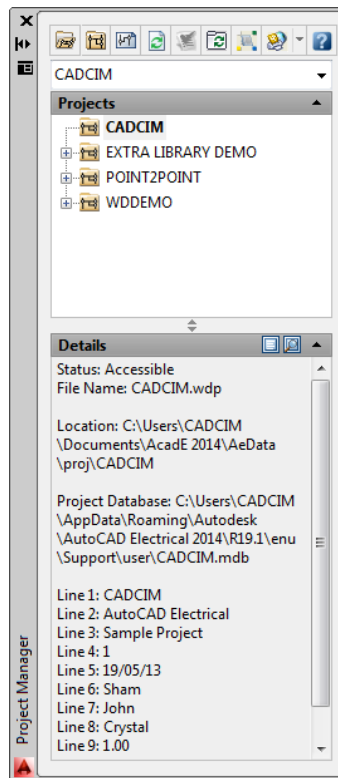 CADCIM
Projects
CADCIM
EXTRA LIBRARY DEMO
POINT2POINT
WDDEMO
Details
Status: Accessible
File Name: CADCIM.wdp
Location: C:\Users\CADCIM
\Documents\AcadE 2014\AeData
\proj\CADCIM
Project Database: C:\Users\CADCIM
\AppData\Roaming\Autodesk
\AutoCAD Electrical 2014\R19.1\enu
\Support\user\CADCIM.mdb
Line 1: CADCIM
Line 2: AutoCAD Electrical
Line 3: Sample Project
Line 4: 1
Line 5: 19/05/13
Line 6: Sham
Line 7: John
Line 8: Crystal
Line 9: 1.00
Project Manager